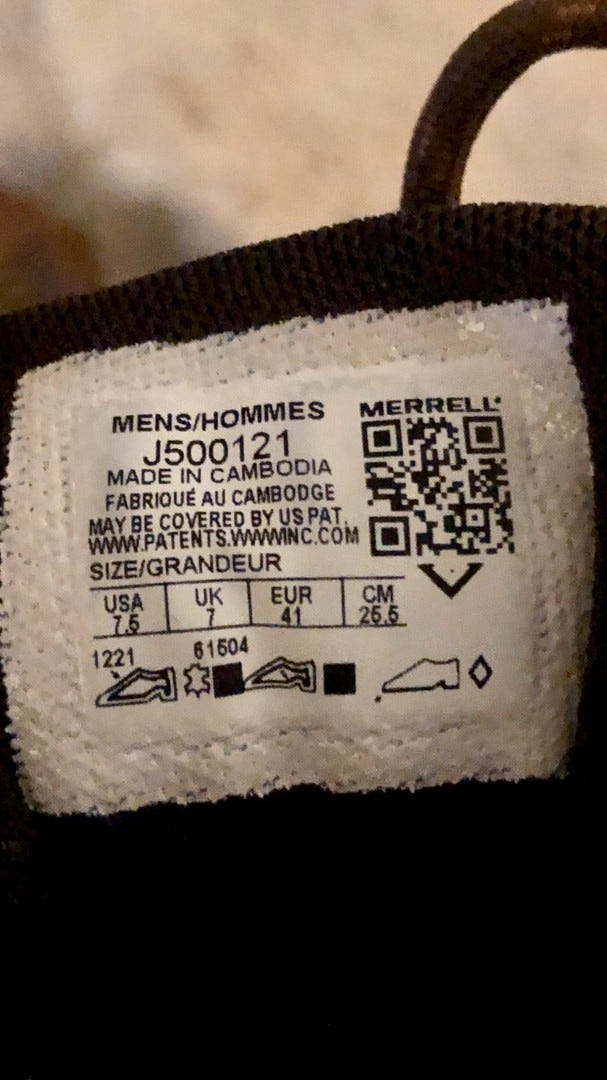 MENS/HOMMES
MERRELL
J500121
MADE IN CAMBODIA
FABRIQUÉ AU CAMBODGE
MAY BE COVERED BY US PAT.
WWW.PATENTS.WWWINC.COM
SIZE/GRANDEUR
USA UK EUR CM
7.5 7 41 25.5
1221 61504